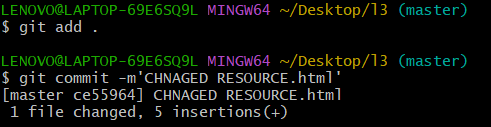 LENOVO@LAPTOP-69E6SQ9L MINGW64 ~/Desktop/l3 (master)
$ git add .
LENOVO@LAPTOP-69E6SQ9L MINGW64 ~/Desktop/l3 (master)
$ git commit -m'CHNAGED RESOURCE.html'
[master ce55964] CHNAGED RESOURCE.html
 1 file changed, 5 insertions(+)